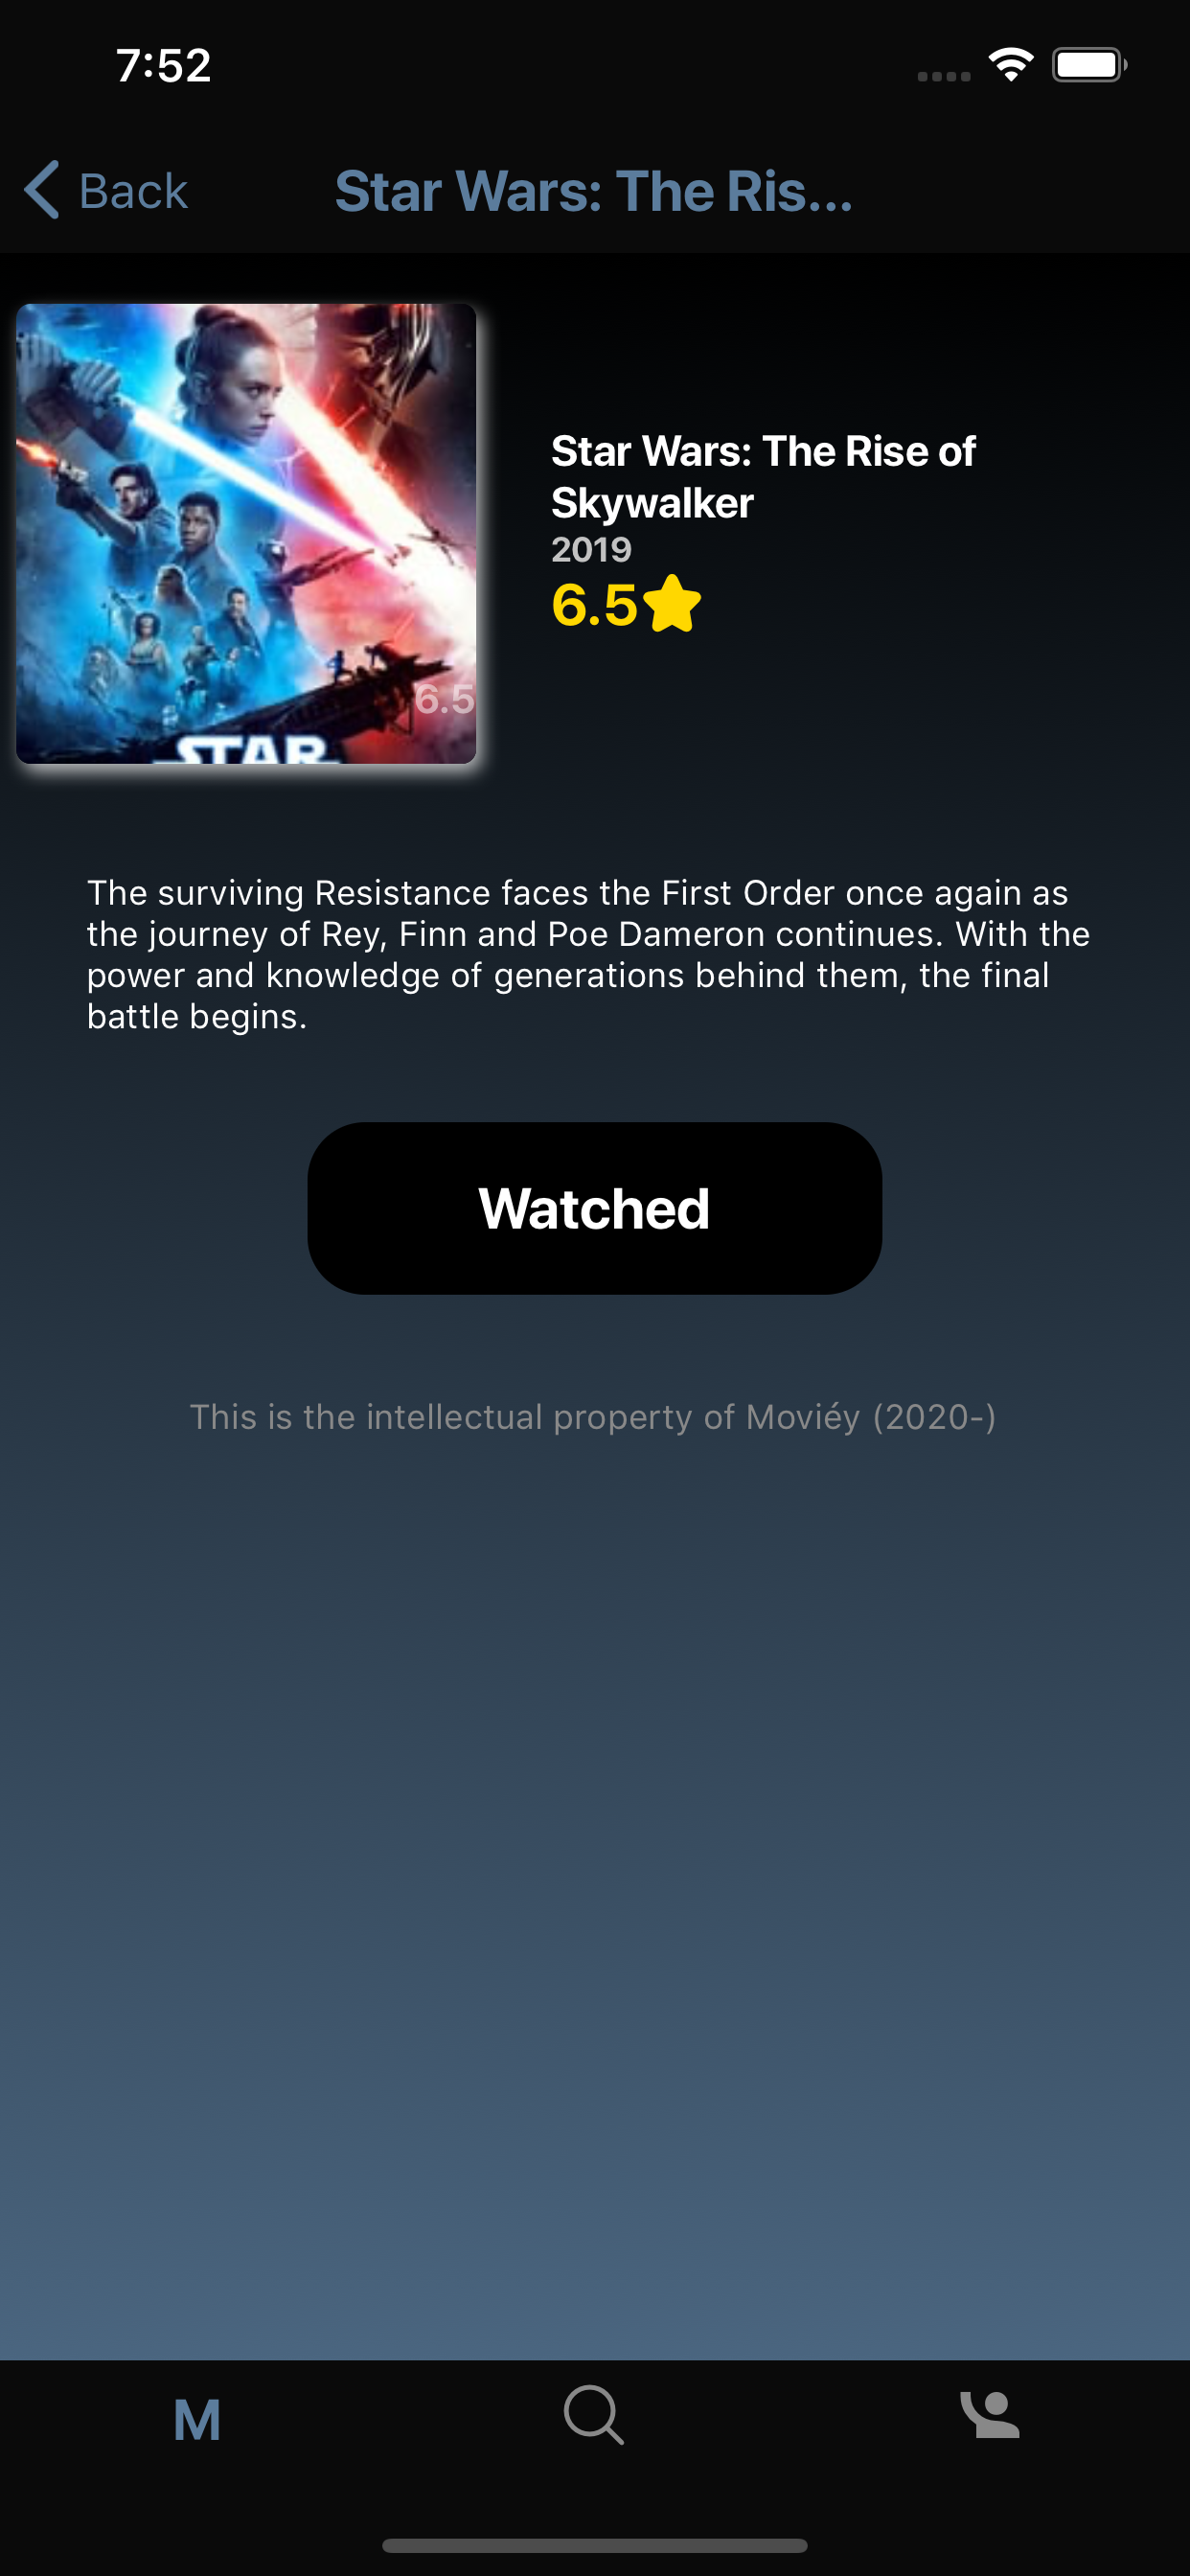 7:52
Back
Star Wars: The Ris...
Star Wars: The Rise of
Skywalker
2019
6.5
6.5
STAR
The surviving Resistance faces the First Order once again as
the journey of Rey, Finn and Poe Dameron continues. With the
power and knowledge of generations behind them, the final
battle begins.
Watched
This is the intellectual property of Moviéy (2020-)
M